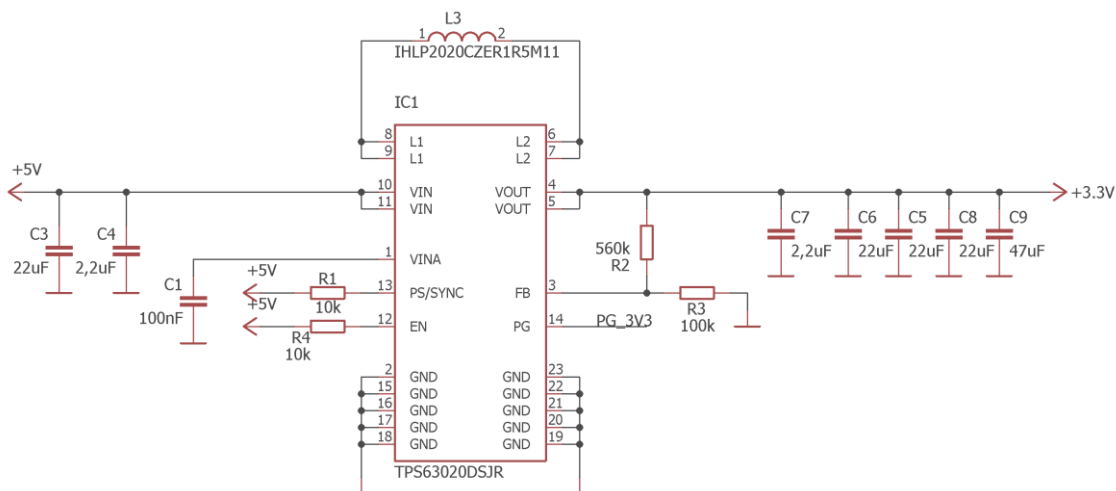 L3
1 2
IHLP2020CZER1R5M11
IC1
8 L1 L2 6
9 L1 L2 7
+5V
10 VIN VOUT 4
11 VIN VOUT 5
+3.3V
C3
22uF
C4
2,2uF
C7
2,2uF
C6
22uF
C5
22uF
C8
22uF
C9
47uF
560k
R2
1 VINA
C1
100nF
+5V
R1
10k
13 PS/SYNC FB 3
R3
100k
+5V
R4
10k
12 EN PG 14
PG_3V3
2 GND GND 23
15 GND GND 22
16 GND GND 21
17 GND GND 20
18 GND GND 19
TPS63020DSJR